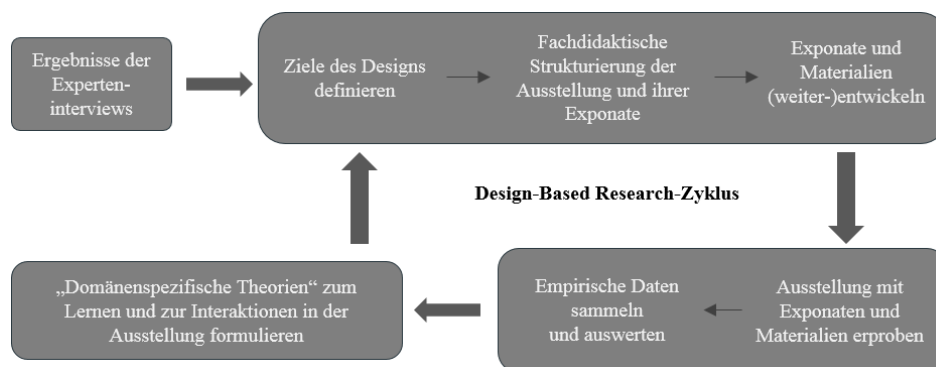 Ergebnisse der
Experten-
interviews
Ziele des Designs
definieren
Fachdidaktische
Strukturierung der
Ausstellung und ihrer
Exponate
Exponate und
Materialien
(weiter-)entwickeln
Design-Based Research-Zyklus
„Domänenspezifische Theorien“ zum
Lernen und zur Interaktionen in der
Ausstellung formulieren
Empirische Daten
sammeln
und auswerten
Ausstellung mit
Exponaten und
Materialien erproben